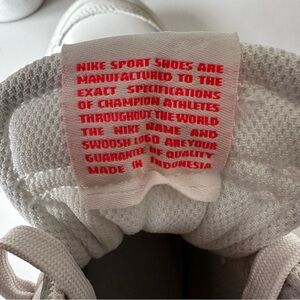 NIKE SPORT SHOES ARE
MANUFACTURED TO THE
EXACT SPECIFICATIONS
OF CHAMPION ATHLETES
THROUGHOUT THE WORLD
THE NIKE NAME AND
SWOOSH LOGO ARE YOUR
GUARANTEE OF QUALITY
MADE IN INDONESIA